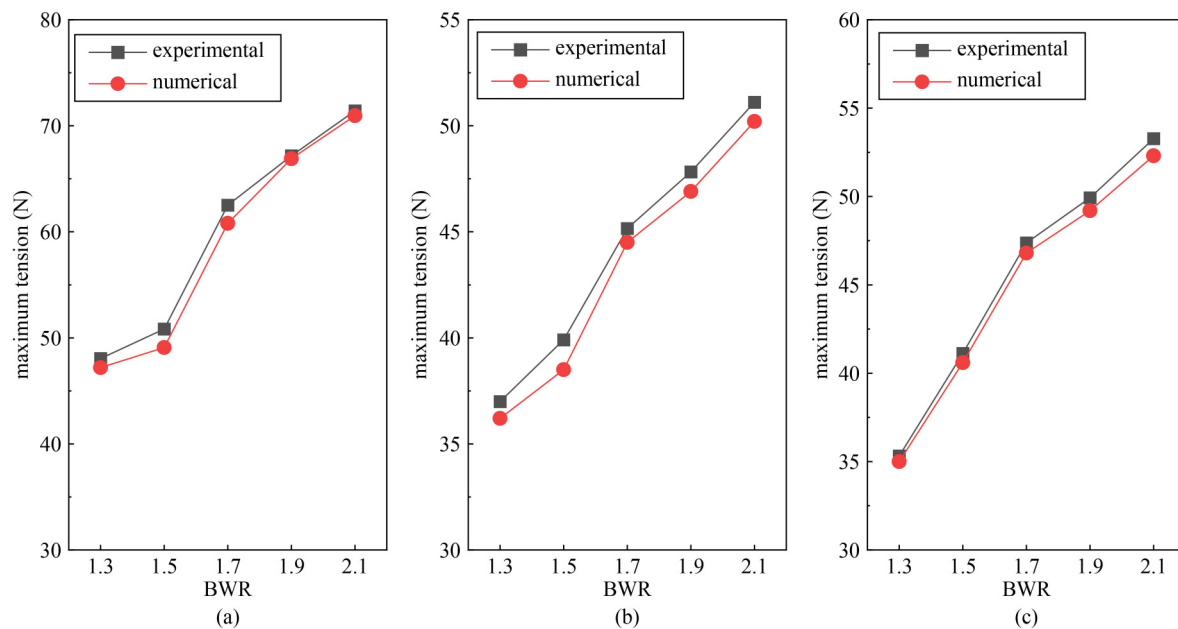 80
70
60
50
40
30
maximum tension (N)
experimental
numerical
1.3 1.5 1.7 1.9 2.1
BWR
(a)
55
50
45
40
35
30
maximum tension (N)
experimental
numerical
1.3 1.5 1.7 1.9 2.1
BWR
(b)
60
55
50
45
40
35
30
maximum tension (N)
experimental
numerical
1.3 1.5 1.7 1.9 2.1
BWR
(c)